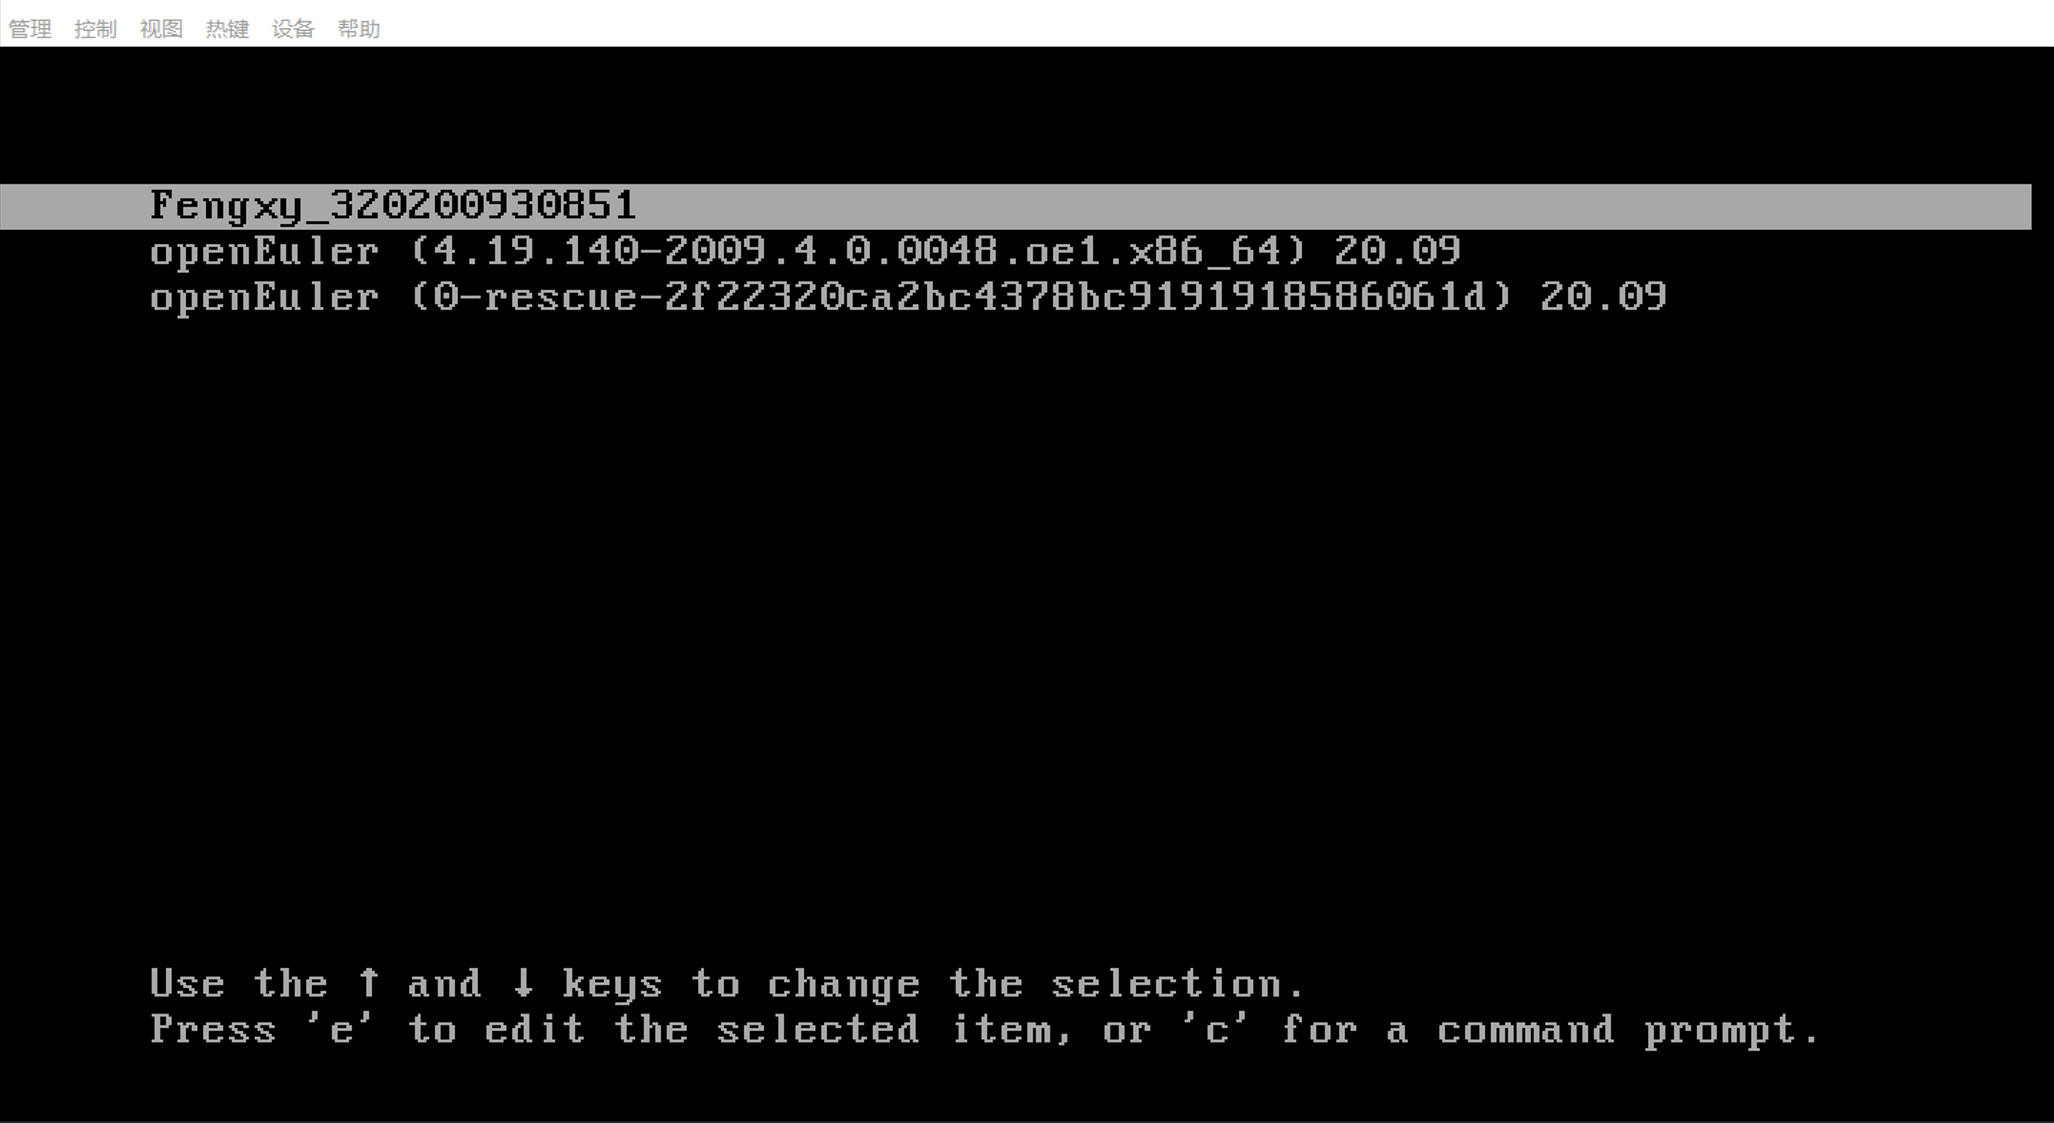 管理 控制 视图 热键 设备 帮助
Fengxy_320200930851
openEuler (4.19.140-2009.4.0.0048.oe1.x86_64) 20.09
openEuler (0-rescue-2f22320ca2bc4378bc9191918586061d) 20.09
Use the ↑ and ↓ keys to change the selection.
Press 'e' to edit the selected item, or 'c' for a command prompt.